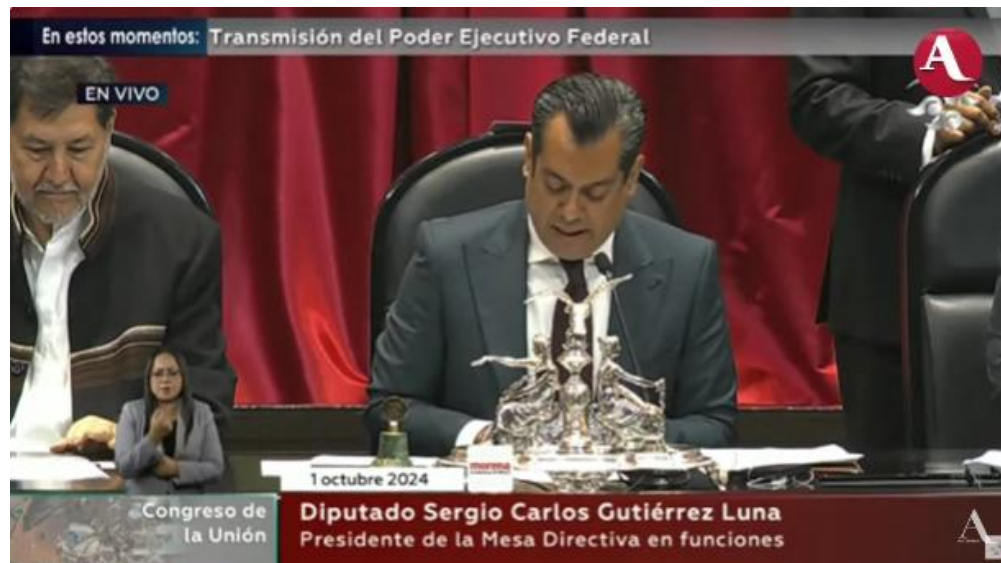 En estos momentos: Transmisión del Poder Ejecutivo Federal
A
EN VIVO
morena
1 octubre 2024
Congreso de
la Unión
Diputado Sergio Carlos Gutiérrez Luna
Presidente de la Mesa Directiva en funciones
A